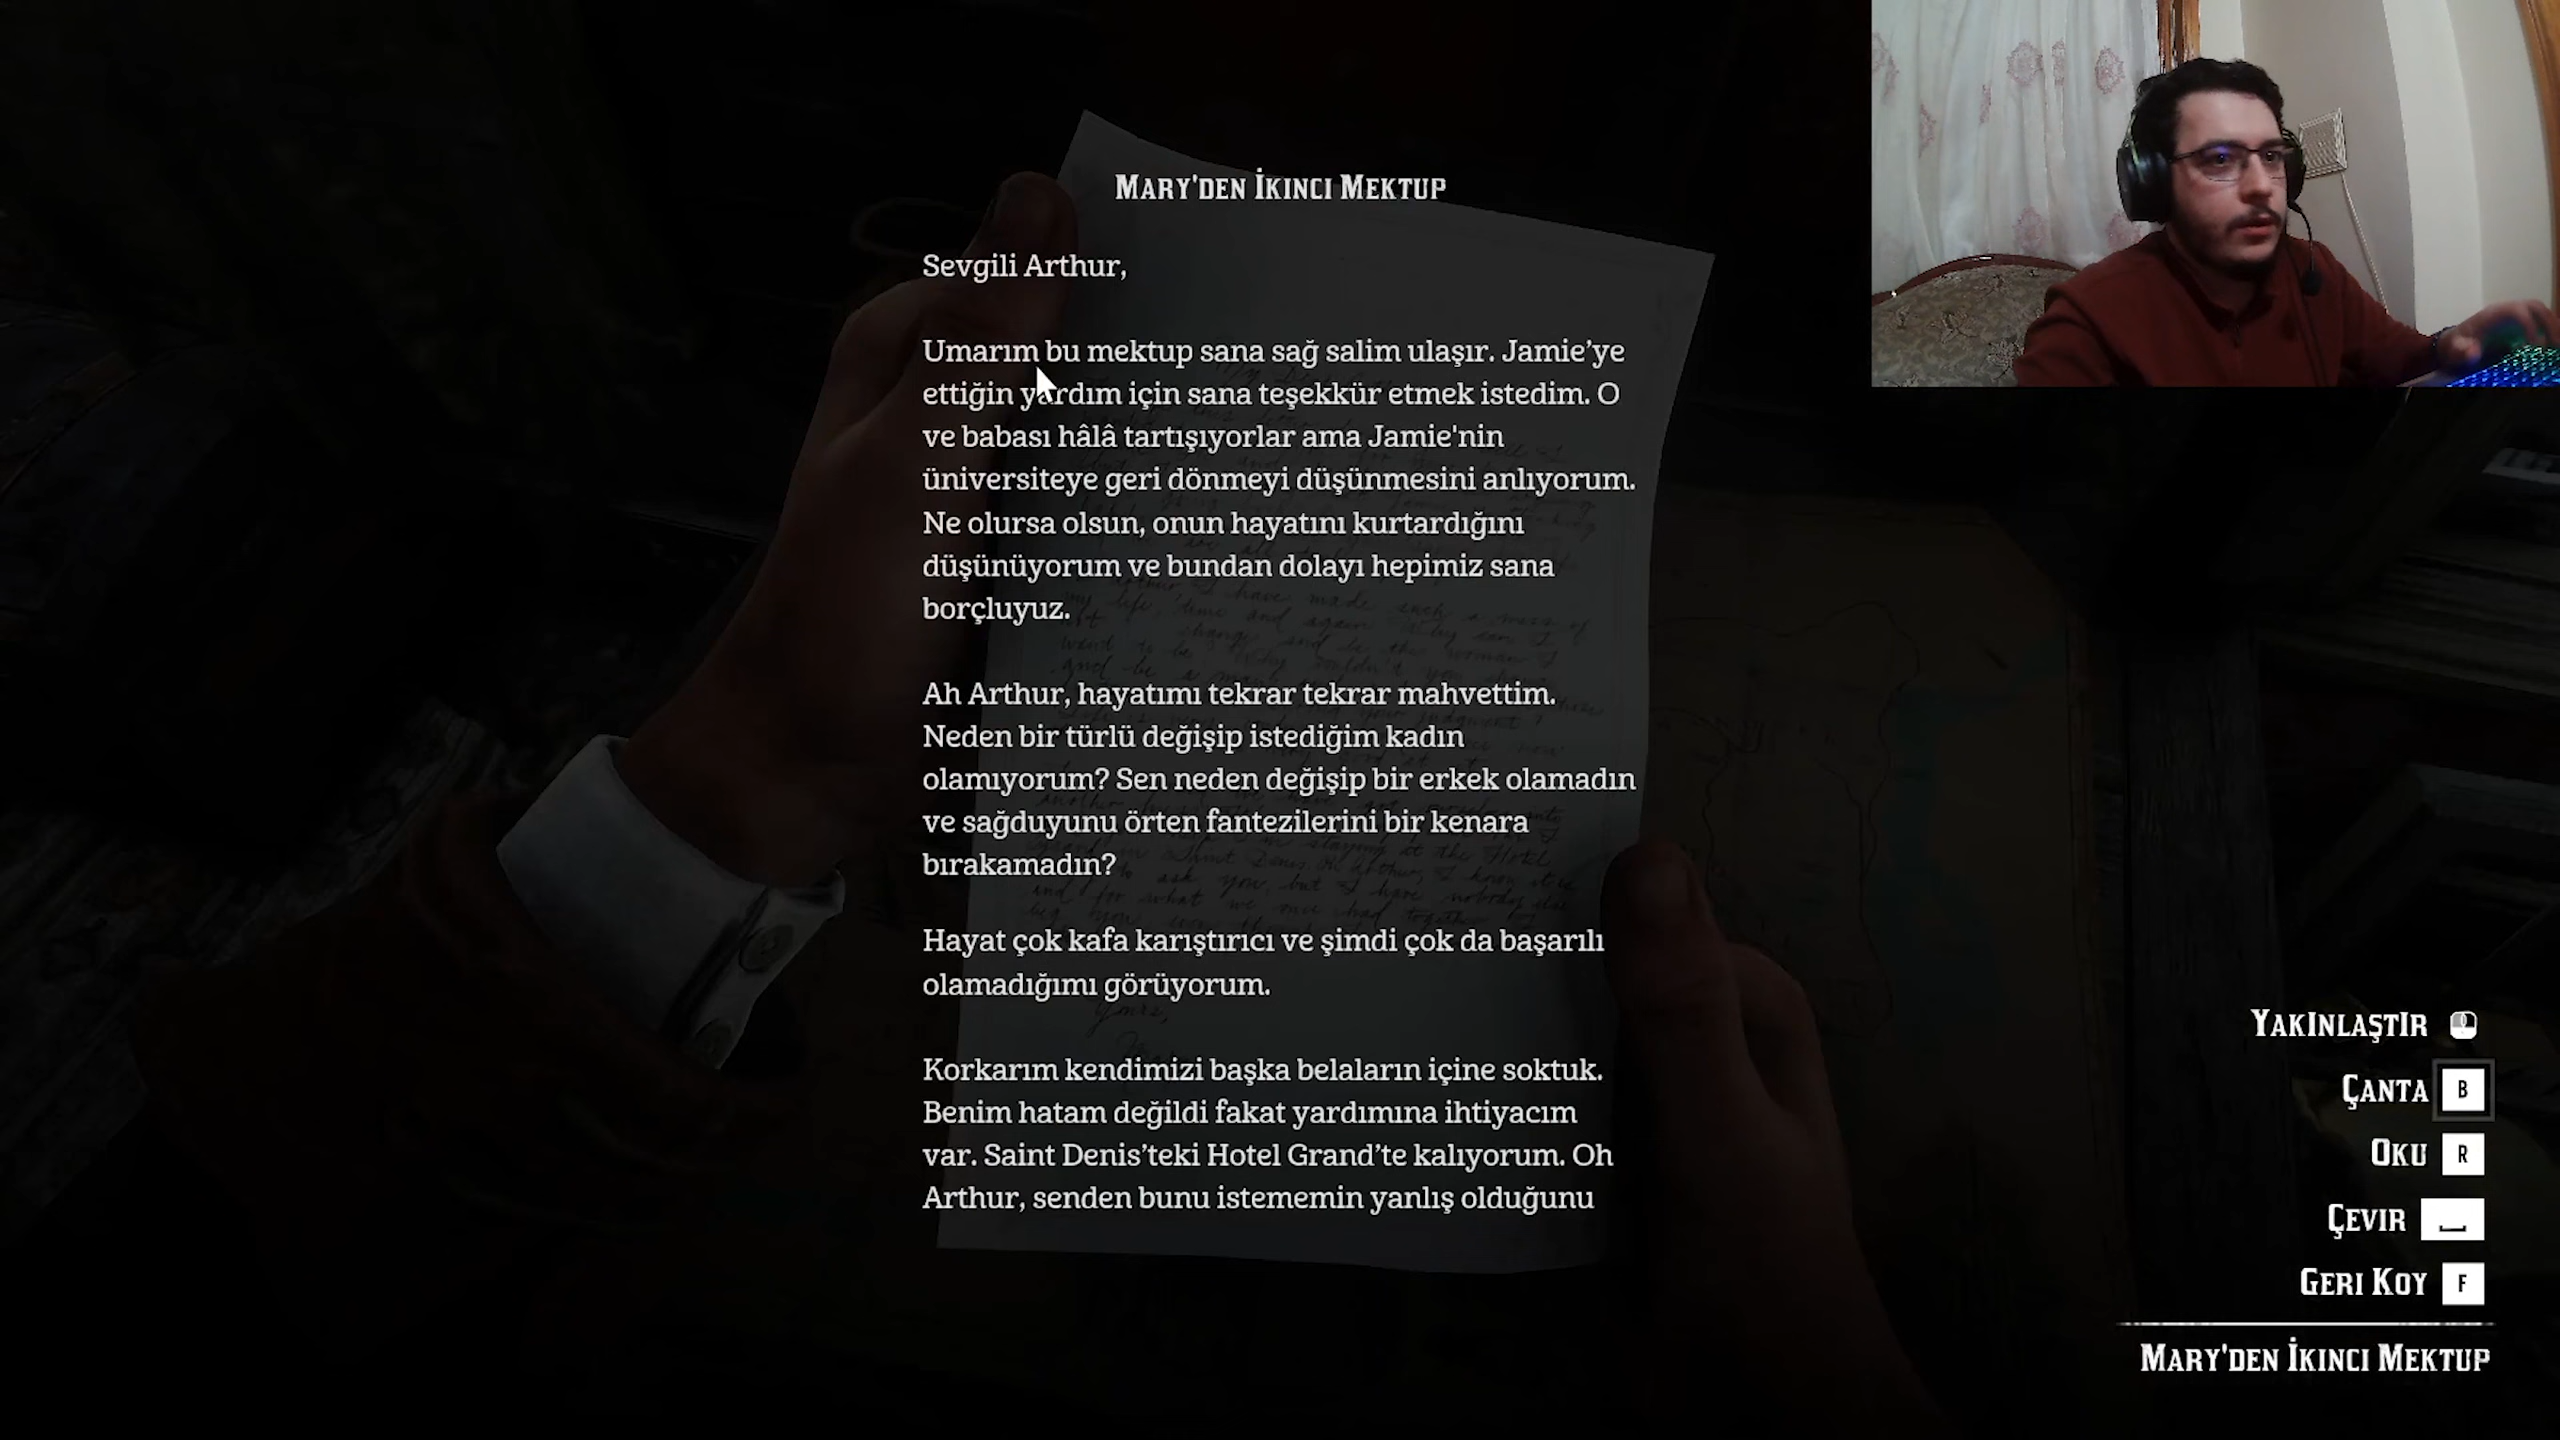 MARY'DEN İKINCI MEKTUP
Sevgili Arthur,
Umarım bu mektup sana sağ salim ulaşır. Jamie’ye
ettiğin yardım için sana teşekkür etmek istedim. O
ve babası hâlâ tartışıyorlar ama Jamie'nin
üniversiteye geri dönmeyi düşünmesini anlıyorum.
Ne olursa olsun, onun hayatını kurtardığını
düşünüyorum ve bundan dolayı hepimiz sana
borçluyuz.
Ah Arthur, hayatımı tekrar tekrar mahvettim.
Neden bir türlü değişip istediğim kadın
olamıyorum? Sen neden değişip bir erkek olamadın
ve sağduyunu örten fantezilerini bir kenara
bırakamadın?
Hayat çok kafa karıştırıcı ve şimdi çok da başarılı
olamadığımı görüyorum.
Korkarım kendimizi başka belaların içine soktuk.
Benim hatam değildi fakat yardımına ihtiyacım
var. Saint Denis’teki Hotel Grand’te kalıyorum. Oh
Arthur, senden bunu istememin yanlış olduğunu
YAKINLAŞTIR
ÇANTA B
OKU R
ÇEVIR
GERI KOY F
MARY'DEN İKINCI MEKTUP